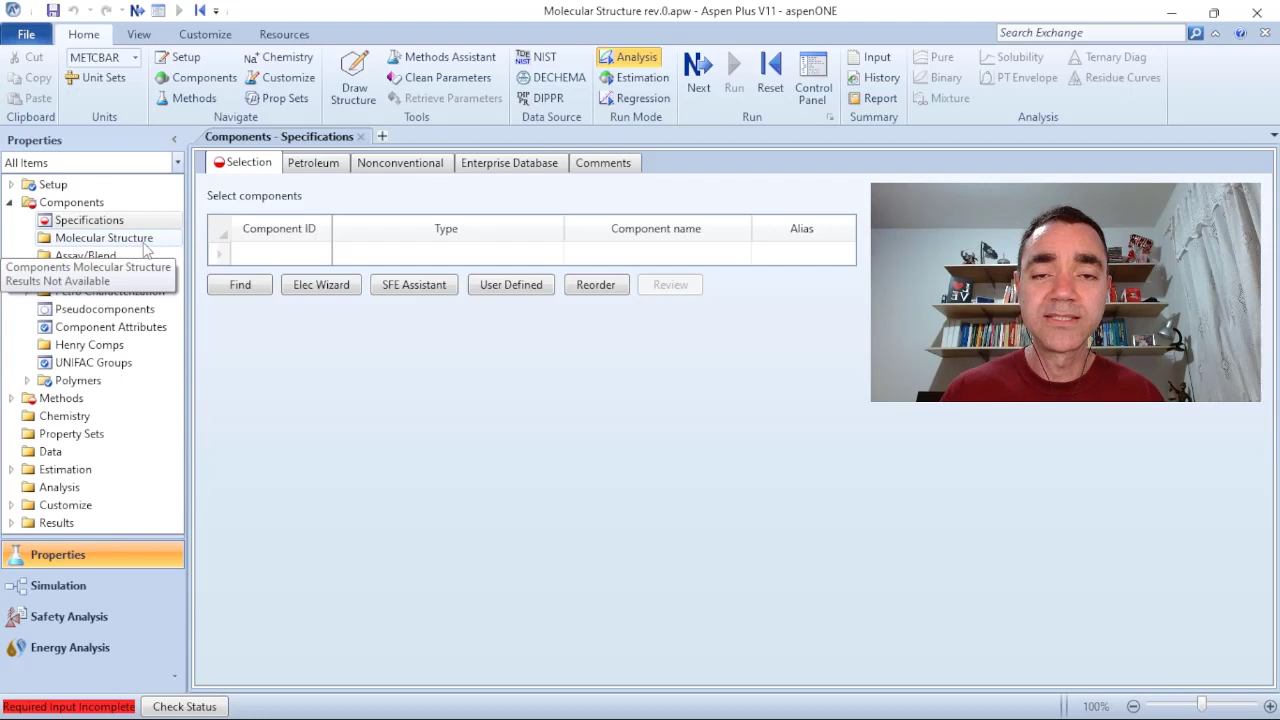 Molecular Structure rev.0.apw - Aspen Plus V11 - aspenONE
File Home View Customize Resources Search Exchange
Cut METCBAR Setup Chemistry Methods Assistant NIST Analysis Input Pure Solubility Ternary Diag
Copy Unit Sets Components Customize Clean Parameters DECHEMA Estimation History Binary PT Envelope Residue Curves
Paste Methods Prop Sets Draw Structure Retrieve Parameters DIPPR Regression Next Run Reset Control Panel Report Mixture
Clipboard Units Navigate Tools Data Source Run Mode Run Summary Analysis
Properties
All Items
Setup
Components
Specifications
Molecular Structure
Assay/Blend
Components Molecular Structure
Results Not Available
Petro Characterization
Pseudocomponents
Component Attributes
Henry Comps
UNIFAC Groups
Polymers
Methods
Chemistry
Property Sets
Data
Estimation
Analysis
Customize
Results
Properties
Simulation
Safety Analysis
Energy Analysis
Components - Specifications
Selection Petroleum Nonconventional Enterprise Database Comments
Select components
Component ID Type Component name Alias
Find Elec Wizard SFE Assistant User Defined Reorder Review
Required Input Incomplete Check Status 100%